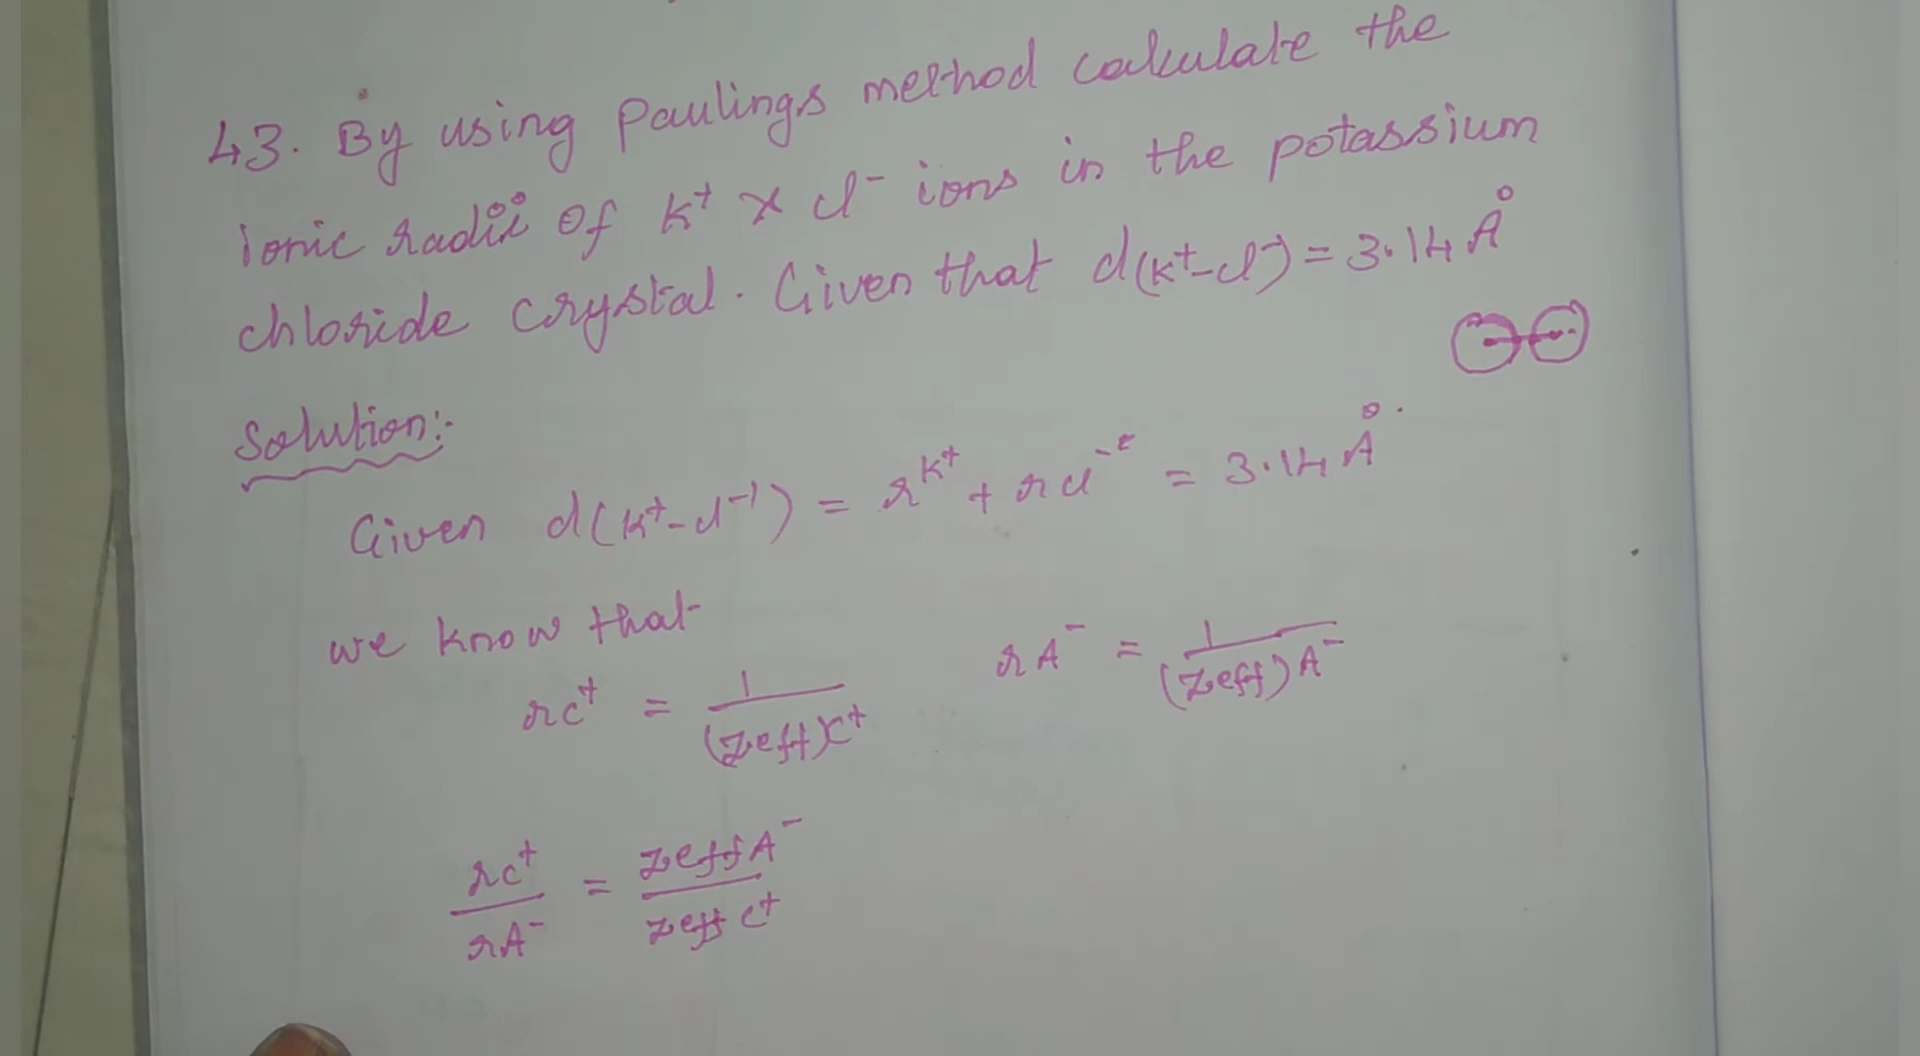 43. By using paulings method calculate the
ionic radii of K⁺ & Cl⁻ ions in the potassium
chloride crystal. Given that d(K⁺-Cl⁻) = 3.14 Å
Solution:-
Given d(K⁺-Cl⁻¹) = rK⁺ + rCl⁻ = 3.14 Å
we know that
rC⁺ = 1/(Zeff)C⁺ rA⁻ = 1/(Zeff)A⁻
rC⁺/rA⁻ = ZeffA⁻/Zeff C⁺